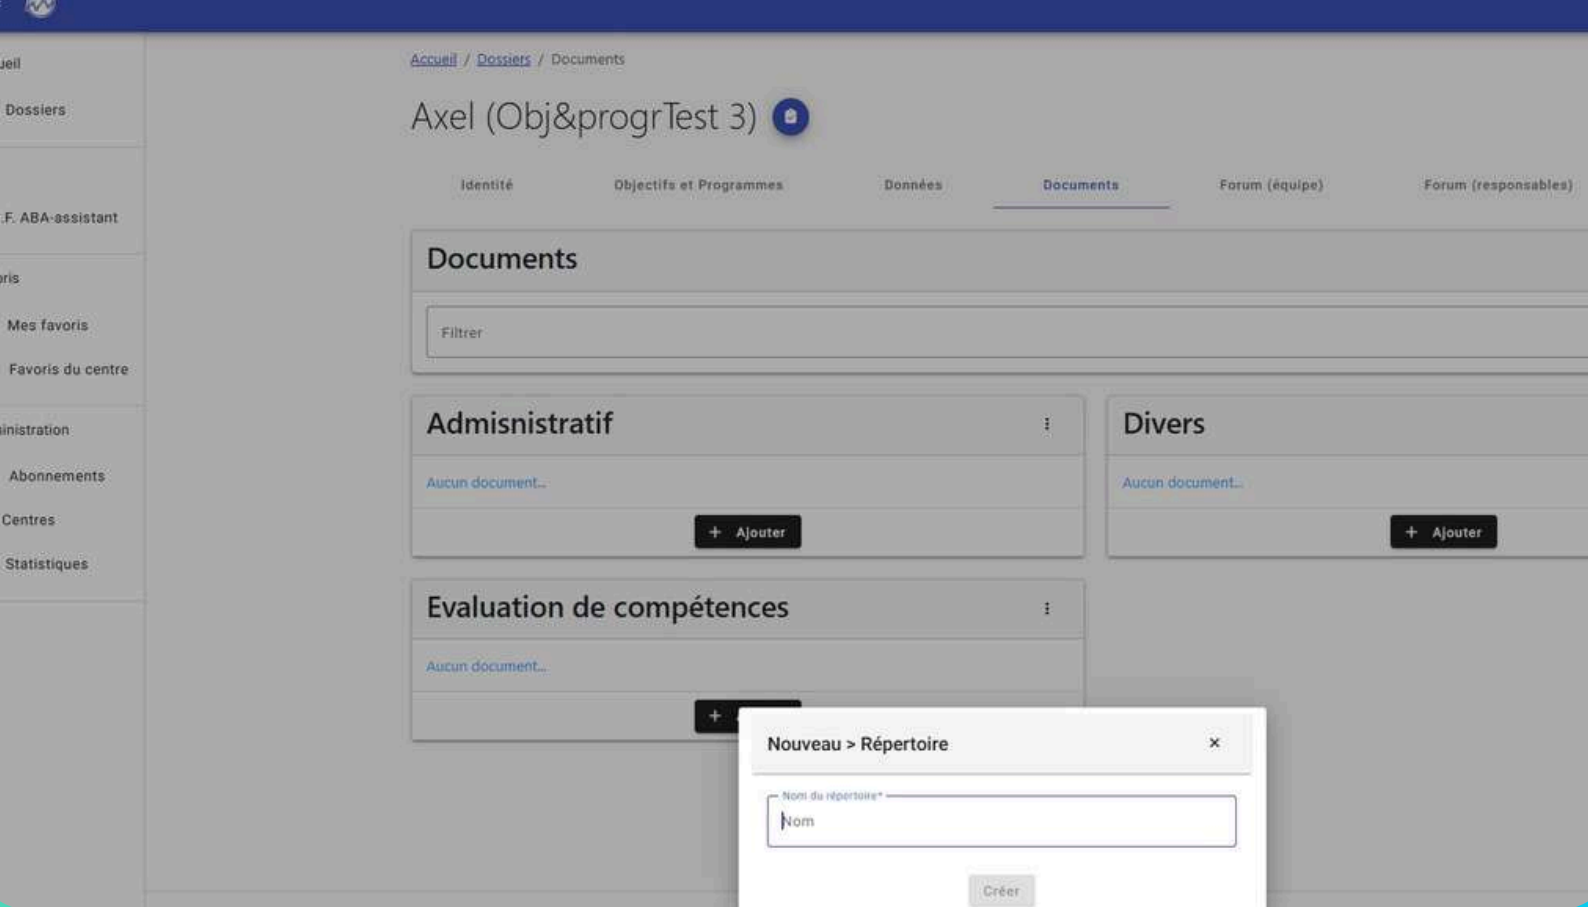 ueil
Dossiers
.F. ABA-assistant
oris
Mes favoris
Favoris du centre
inistration
Abonnements
Centres
Statistiques
Accueil / Dossiers / Documents
Axel (Obj&progrTest 3)
Identité Objectifs et Programmes Données Documents Forum (équipe) Forum (responsables)
Documents
Filtrer
Admisnistratif
Aucun document...
+ Ajouter
Divers
Aucun document...
+ Ajouter
Evaluation de compétences
Aucun document...
+
Nouveau > Répertoire ×
Nom du répertoire*
Nom
Créer